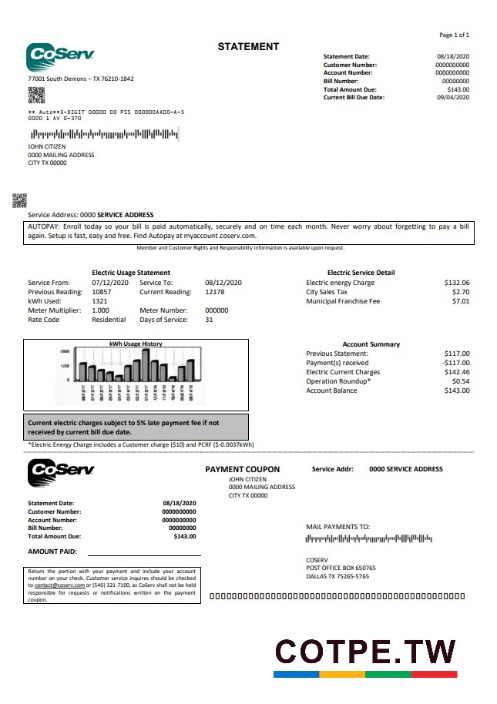 Page 1 of 1
CoServ
STATEMENT
77001 South Demons – TX 76210-1842
Statement Date: 08/18/2020
Customer Number: 0000000000
Account Number: 0000000000
Bill Number: 00000000
Total Amount Due: $143.00
Current Bill Due Date: 09/04/2020
** Auto**5-DIGIT 00000 00 PSS 000000AADD-A-S
0000 1 AV 0-370
JOHN CITIZEN
0000 MAILING ADDRESS
CITY TX 00000
Service Address: 0000 SERVICE ADDRESS
AUTOPAY: Enroll today so your bill is paid automatically, securely and on time each month. Never worry about forgetting to pay a bill
again. Setup is fast, easy and free. Find Autopay at myaccount.coserv.com.
Member and Customer Rights and Responsibility information is available upon request.
Electric Usage Statement
Service From: 07/12/2020 Service To: 08/12/2020
Previous Reading: 10857 Current Reading: 12178
kWh Used: 1321
Meter Multiplier: 1.000 Meter Number: 000000
Rate Code Residential Days of Service: 31
Electric Service Detail
Electric energy Charge $132.06
City Sales Tax $2.70
Municipal Franchise Fee $7.01
kWh Usage History
1200
0
Account Summary
Previous Statement: $117.00
Payment(s) received -$117.00
Electric Current Charges $142.46
Operation Roundup* $0.54
Account Balance $143.00
Current electric charges subject to 5% late payment fee if not
received by current bill due date.
*Electric Energy Charge includes a Customer charge ($10) and PCRF ($-0.0037kWh)
CoServ
PAYMENT COUPON
Service Addr: 0000 SERVICE ADDRESS
JOHN CITIZEN
0000 MAILING ADDRESS
CITY TX 00000
Statement Date: 08/18/2020
Customer Number: 0000000000
Account Number: 0000000000
Bill Number: 00000000
Total Amount Due: $143.00
AMOUNT PAID:
MAIL PAYMENTS TO:
COSERV
POST OFFICE BOX 650765
DALLAS TX 75265-5765
Return the portion with your payment and include your account
number on your check. Customer service inquires should be checked
to contact@coserv.com or (540) 321-7100, as CoServ shall not be held
responsible for requests or notifications written on the payment
coupon.
COTPE.TW